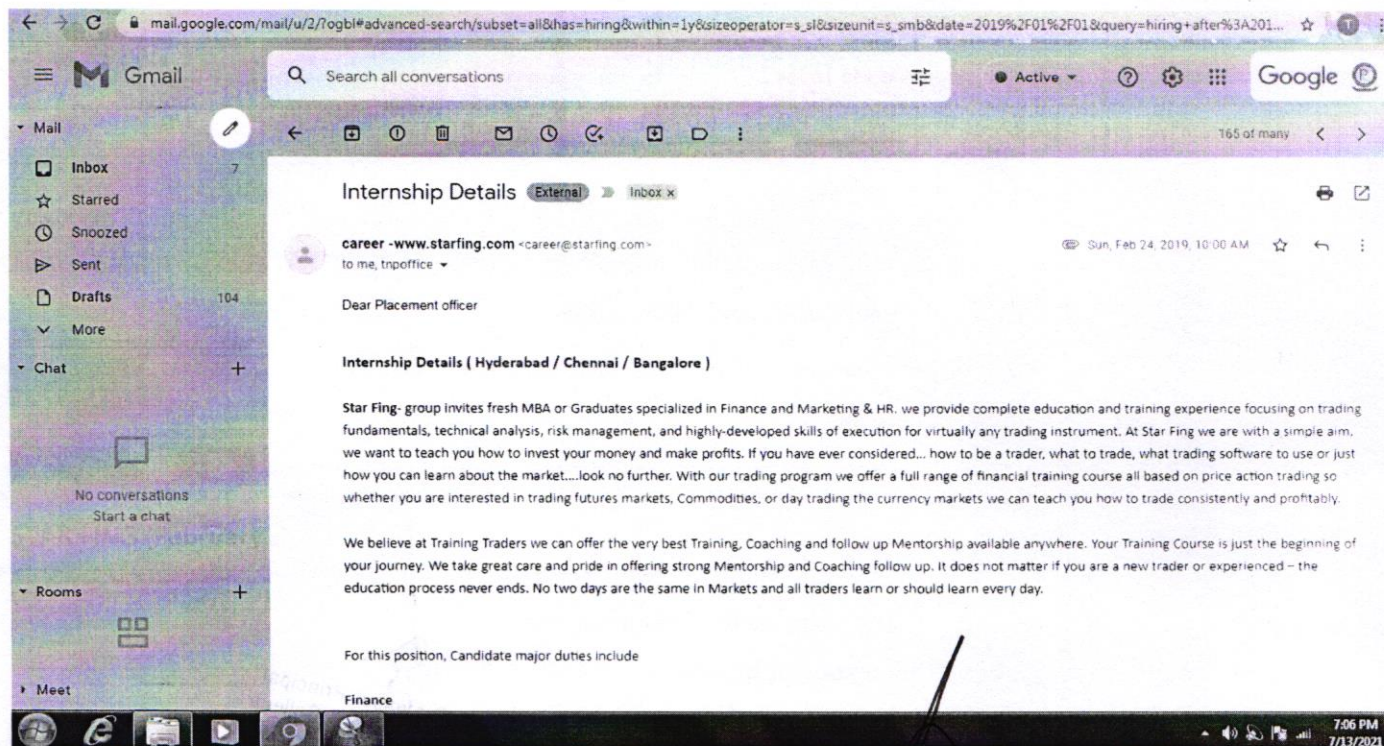 mail.google.com/mail/u/2/?ogbl#advanced-search/subset=all&has=hiring&within=1y&sizeoperator=s_sl&sizeunit=s_smb&date=2019%2F01%2F01&query=hiring+after%3A201...
T
Gmail
Search all conversations
Active
Google
Mail
165 of many
Inbox 7
Starred
Snoozed
Sent
Drafts 104
More
Chat
No conversations
Start a chat
Rooms
Meet
Internship Details External Inbox x
career -www.starfing.com <career@starfing.com> Sun, Feb 24, 2019, 10:00 AM
to me, tnpoffice
Dear Placement officer
Internship Details ( Hyderabad / Chennai / Bangalore )
Star Fing- group invites fresh MBA or Graduates specialized in Finance and Marketing & HR. we provide complete education and training experience focusing on trading
fundamentals, technical analysis, risk management, and highly-developed skills of execution for virtually any trading instrument. At Star Fing we are with a simple aim.
we want to teach you how to invest your money and make profits. If you have ever considered... how to be a trader, what to trade, what trading software to use or just
how you can learn about the market....look no further. With our trading program we offer a full range of financial training course all based on price action trading so
whether you are interested in trading futures markets, Commodities, or day trading the currency markets we can teach you how to trade consistently and profitably.
We believe at Training Traders we can offer the very best Training, Coaching and follow up Mentorship available anywhere. Your Training Course is just the beginning of
your journey. We take great care and pride in offering strong Mentorship and Coaching follow up. It does not matter if you are a new trader or experienced – the
education process never ends. No two days are the same in Markets and all traders learn or should learn every day.
For this position, Candidate major duties include
Finance
7:06 PM
7/13/2021